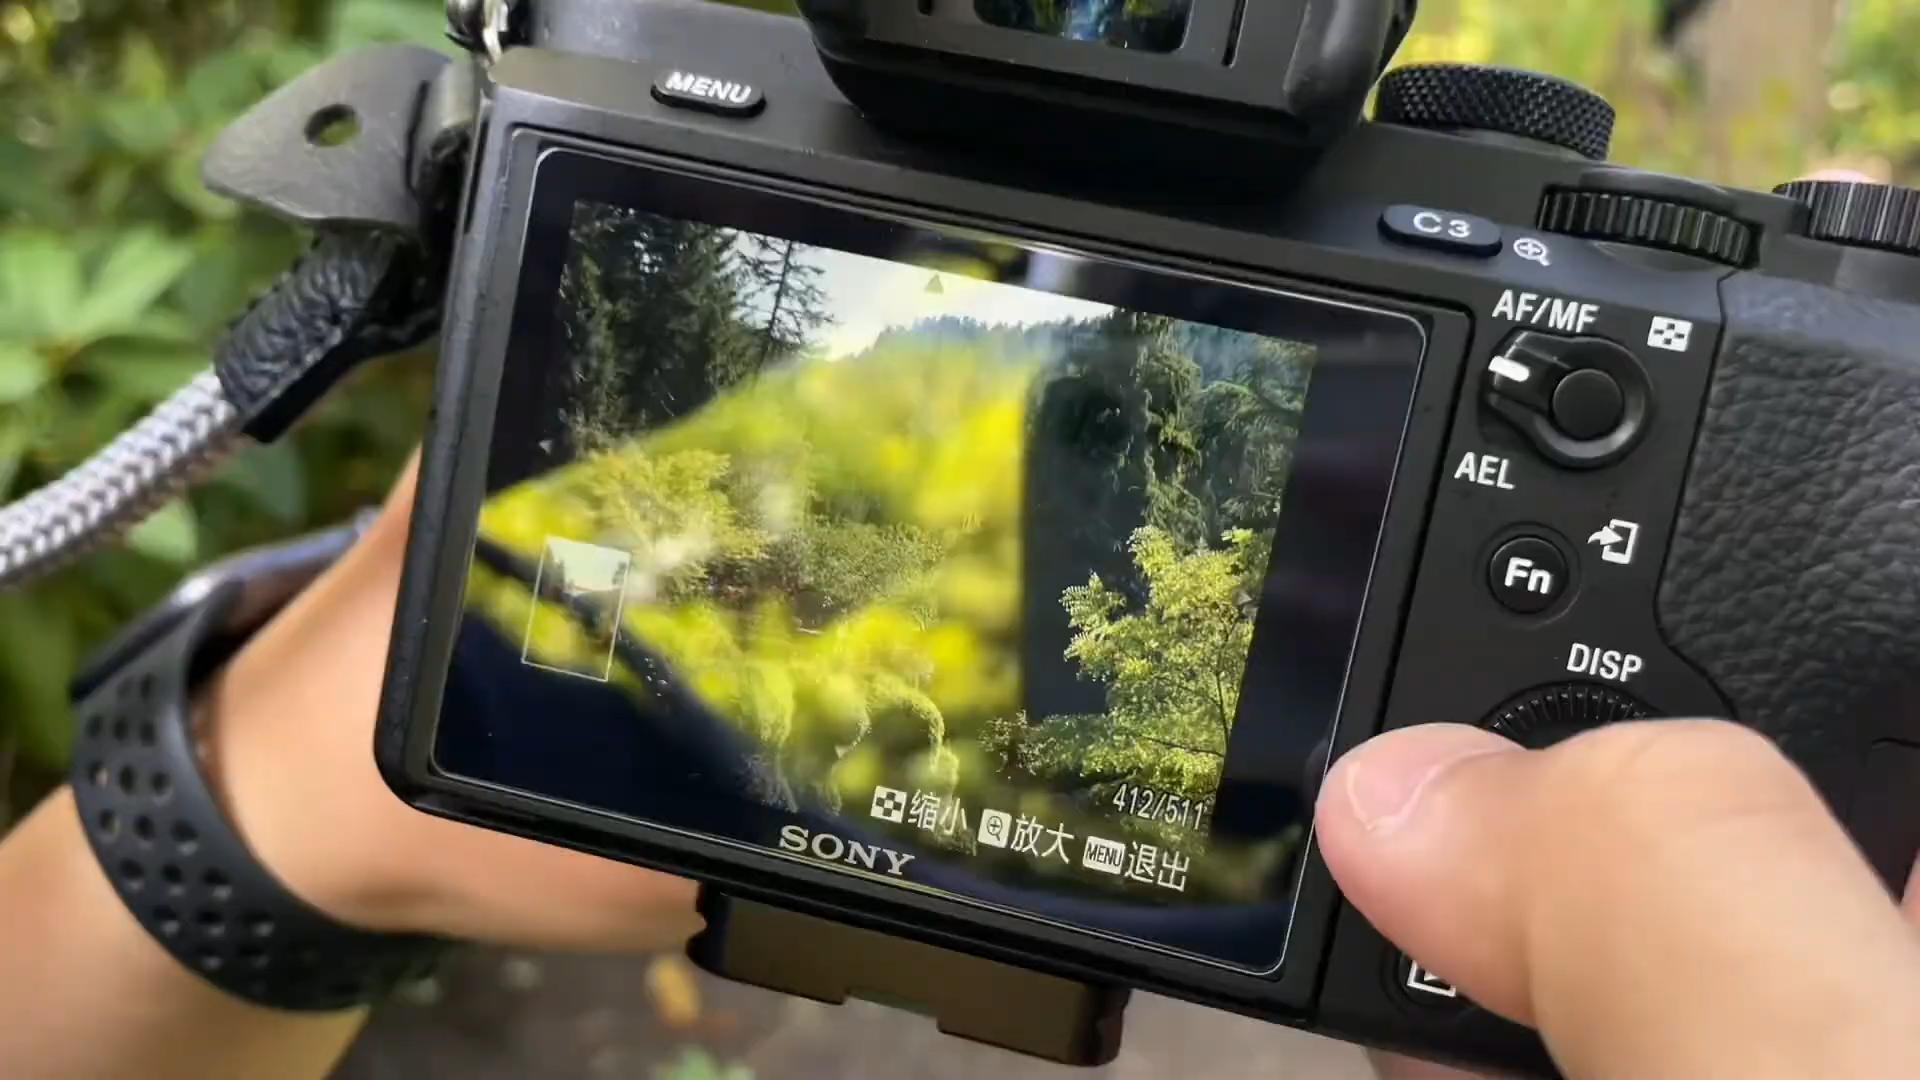 MENU
C3
AF/MF
AEL
Fn
DISP
412/511
缩小 放大 MENU 退出
SONY